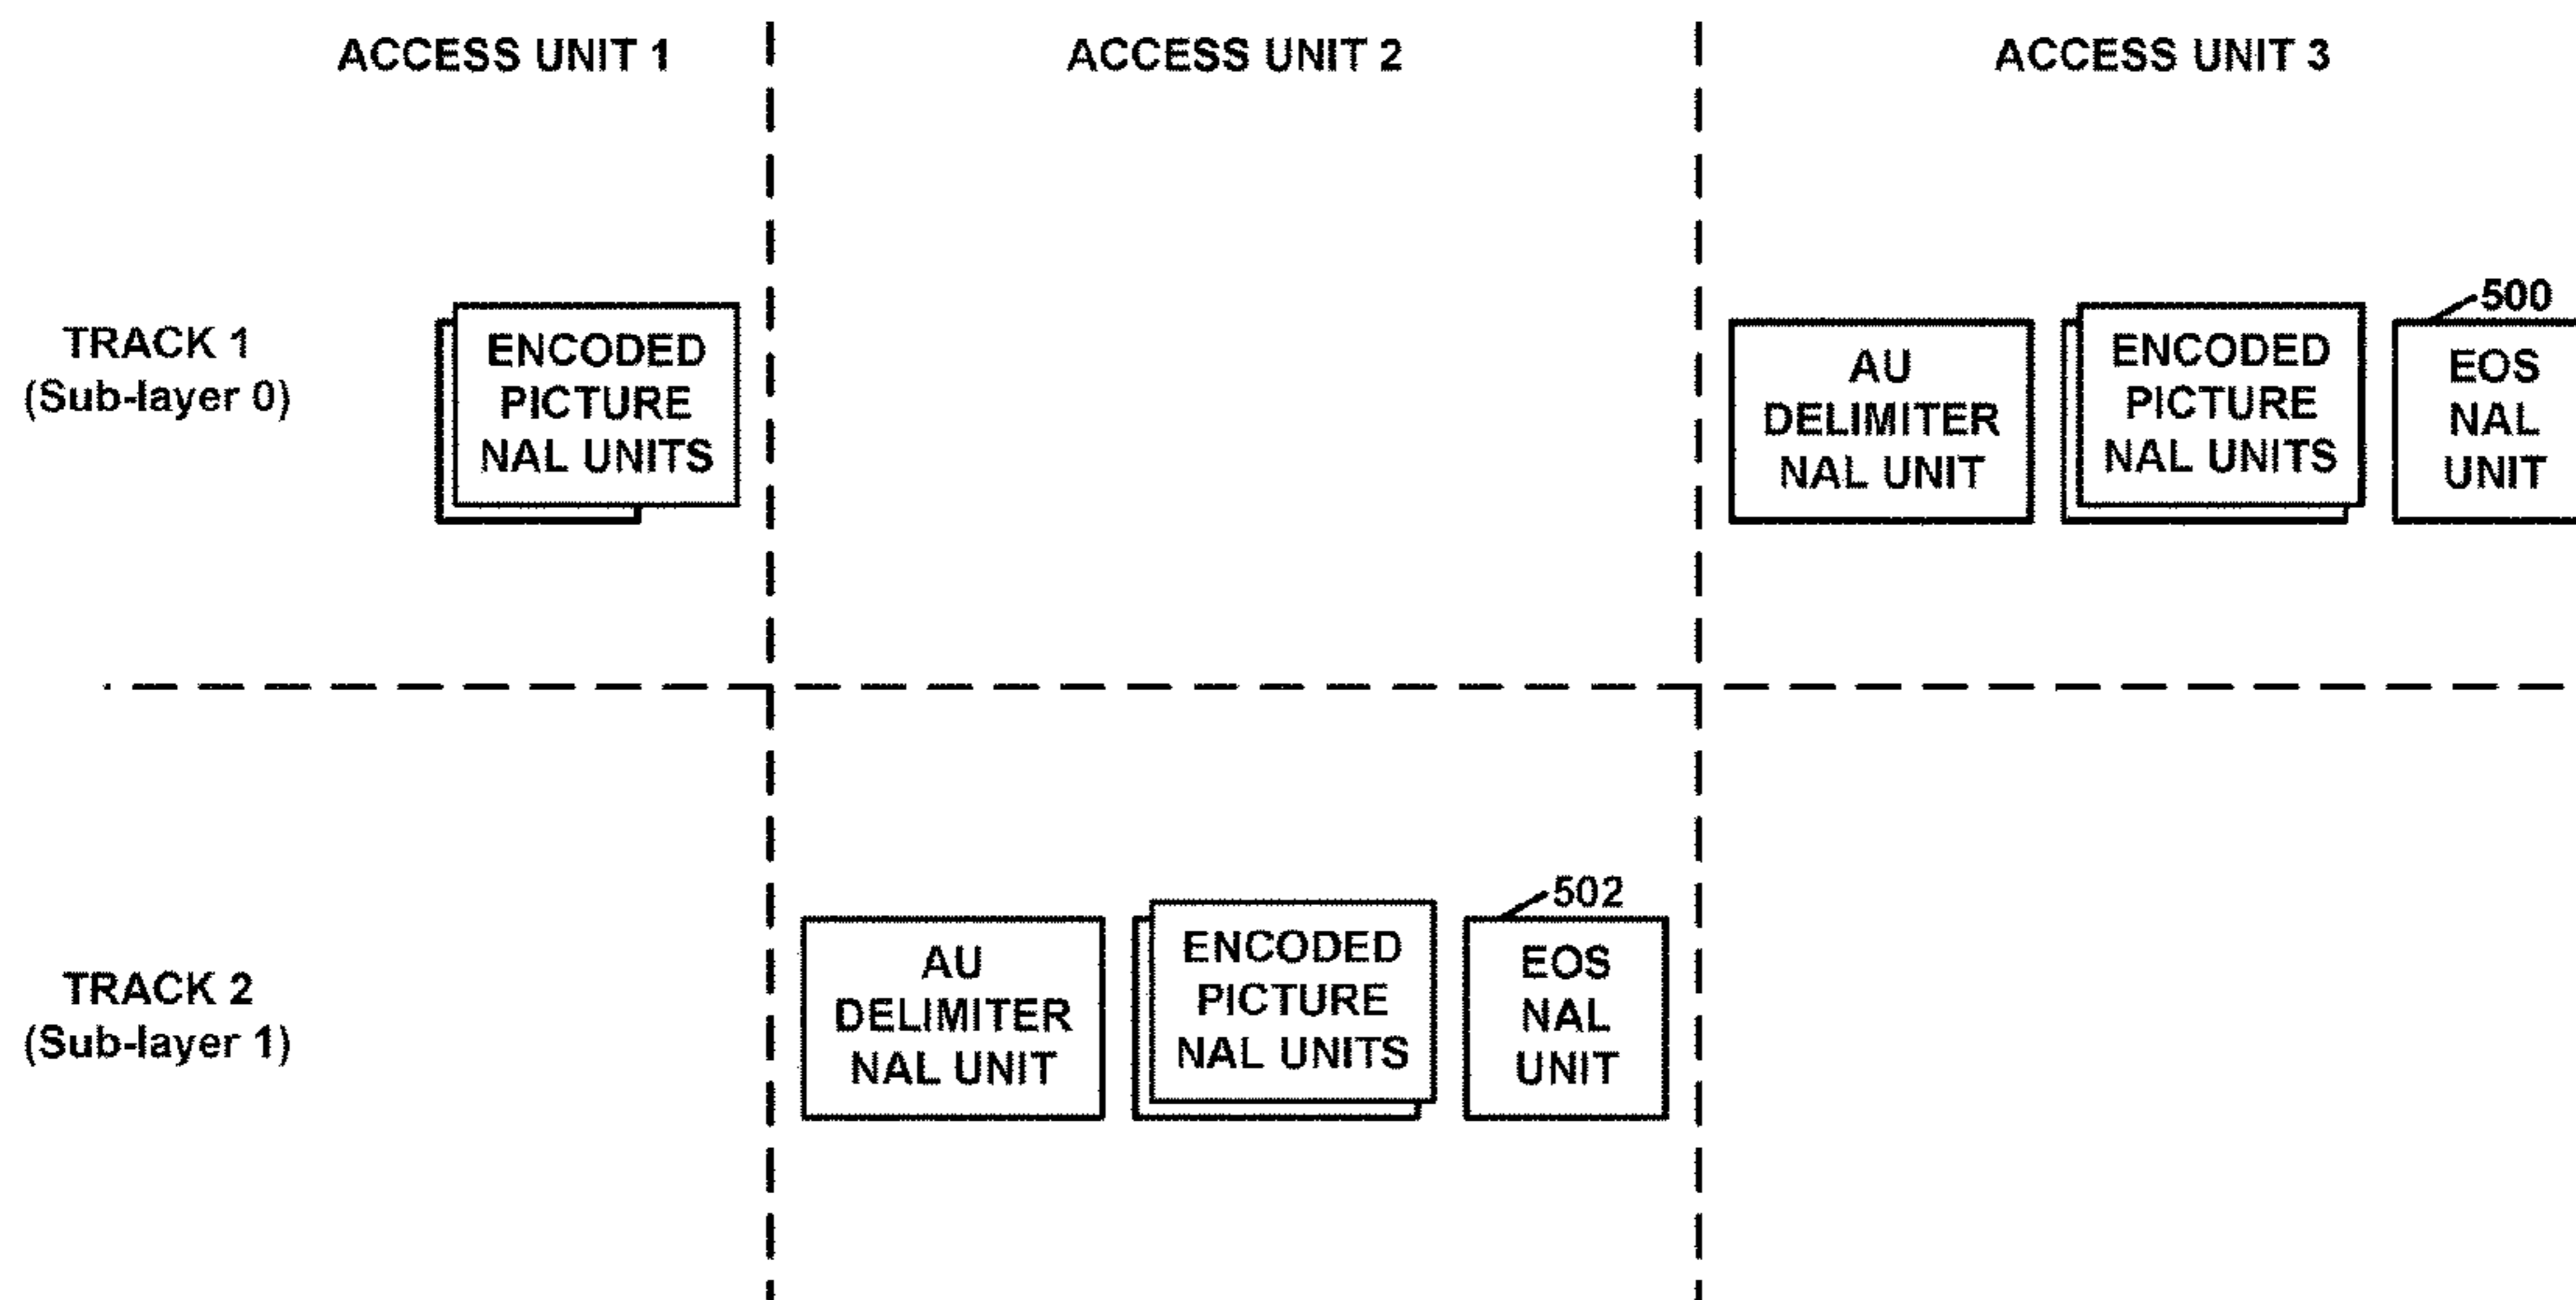 ACCESS UNIT 1
ACCESS UNIT 2
ACCESS UNIT 3
TRACK 1
(Sub-layer 0)
ENCODED
PICTURE
NAL UNITS
AU
DELIMITER
NAL UNIT
ENCODED
PICTURE
NAL UNITS
500
EOS
NAL
UNIT
TRACK 2
(Sub-layer 1)
AU
DELIMITER
NAL UNIT
ENCODED
PICTURE
NAL UNITS
502
EOS
NAL
UNIT